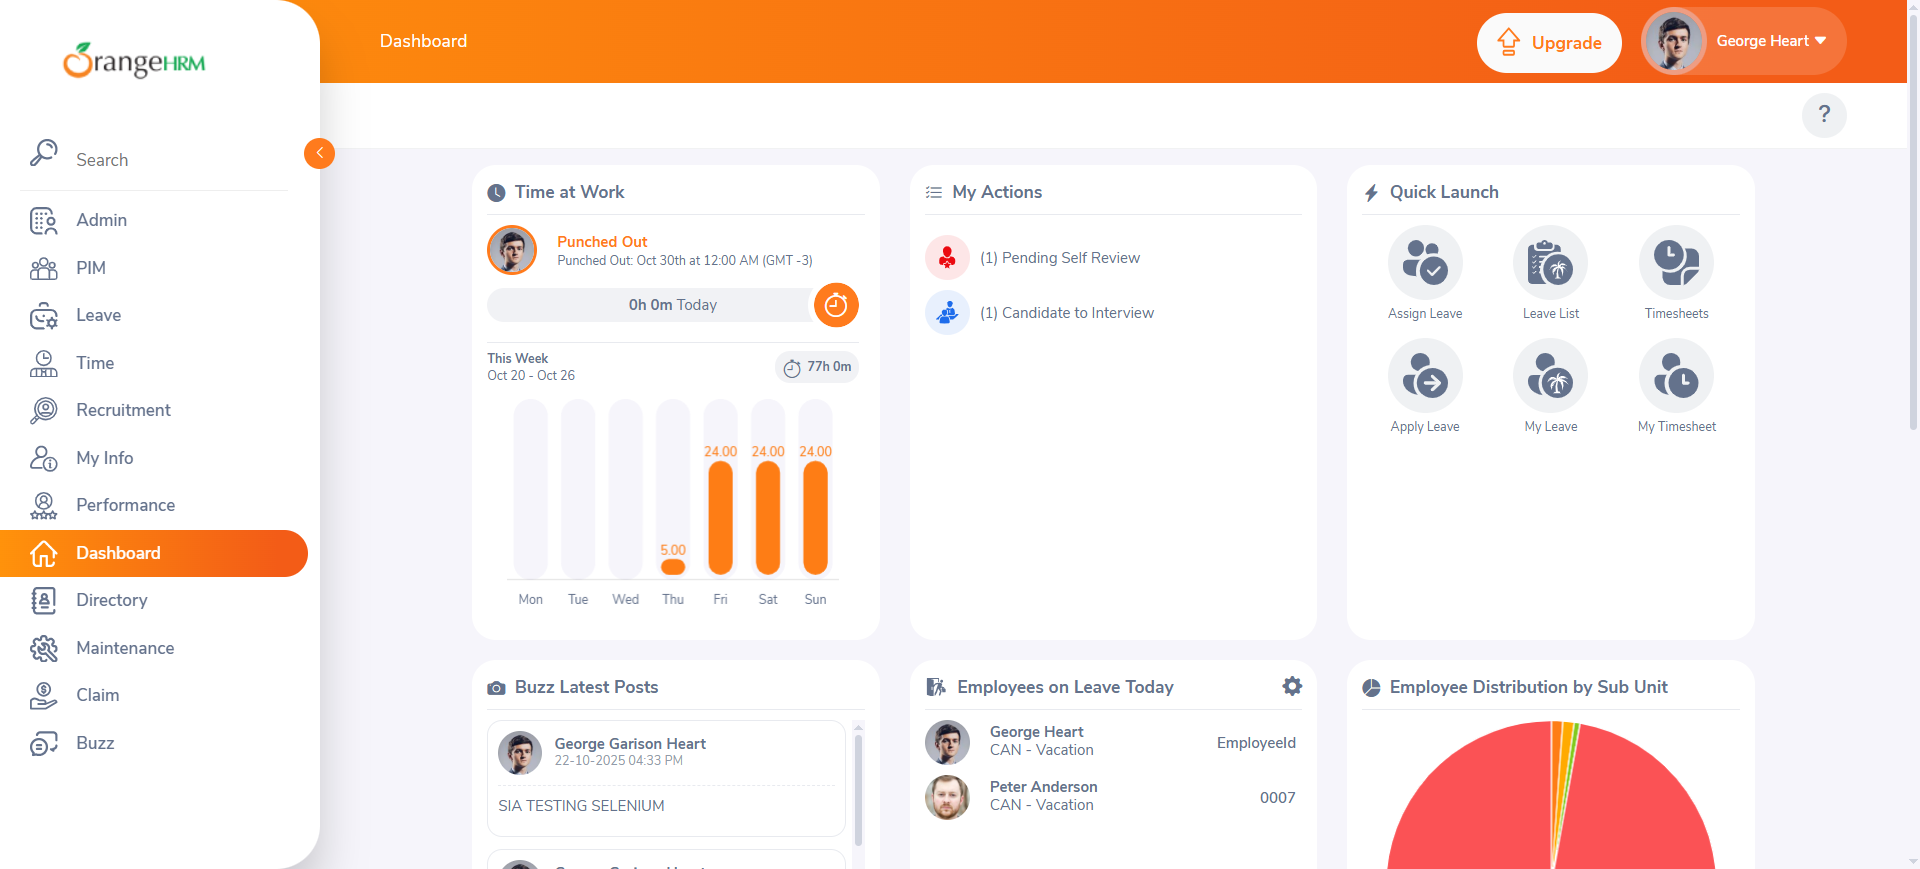 OrangeHRM
Search
Admin
PIM
Leave
Time
Recruitment
My Info
Performance
Dashboard
Directory
Maintenance
Claim
Buzz
Dashboard
Upgrade
George Heart
?
Time at Work
Punched Out
Punched Out: Oct 30th at 12:00 AM (GMT -3)
0h 0m Today
This Week
Oct 20 - Oct 26
77h 0m
24.00 24.00 24.00
5.00
Mon Tue Wed Thu Fri Sat Sun
My Actions
(1) Pending Self Review
(1) Candidate to Interview
Quick Launch
Assign Leave Leave List Timesheets
Apply Leave My Leave My Timesheet
Buzz Latest Posts
George Garison Heart
22-10-2025 04:33 PM
SIA TESTING SELENIUM
Employees on Leave Today
George Heart
CAN - Vacation
EmployeeId
Peter Anderson
CAN - Vacation
0007
Employee Distribution by Sub Unit